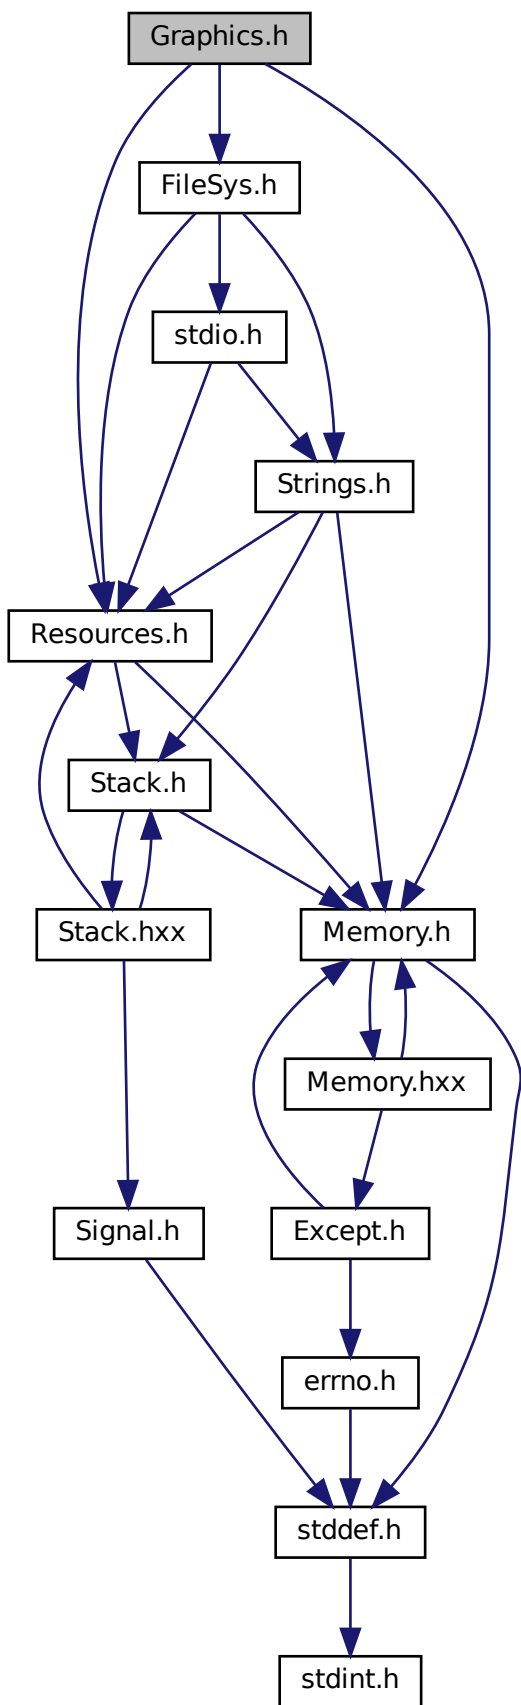 Graphics.h
FileSys.h
stdio.h
Strings.h
Resources.h
Stack.h
Stack.hxx
Memory.h
Memory.hxx
Signal.h
Except.h
errno.h
stddef.h
stdint.h